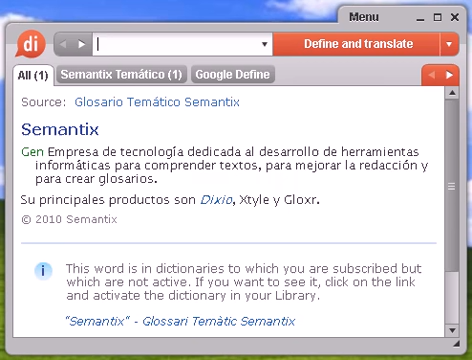 Menu
di
Define and translate
All (1) Semantix Temático (1) Google Define
Source: Glosario Temático Semantix
Semantix
Gen Empresa de tecnología dedicada al desarrollo de herramientas
informáticas para comprender textos, para mejorar la redacción y
para crear glosarios.
Su principales productos son Dixio, Xtyle y Gloxr.
© 2010 Semantix
i
This word is in dictionaries to which you are subscribed but
which are not active. If you want to see it, click on the link
and activate the dictionary in your Library.
"Semantix" - Glossari Temàtic Semantix